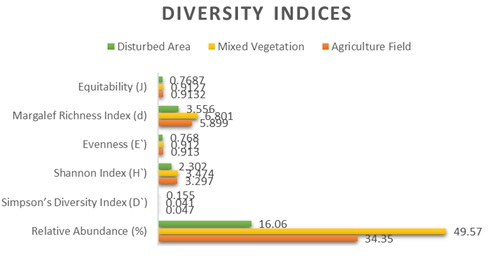 DIVERSITY INDICES
Disturbed Area Mixed Vegetation Agriculture Field
Equitability (J) 0.7687
0.9127
0.9132
Margalef Richness Index (d) 3.556
6.801
5.899
Evenness (E`) 0.768
0.912
0.913
Shannon Index (H`) 2.302
3.474
3.297
Simpson's Diversity Index (D`) 0.155
0.041
0.047
Relative Abundance (%) 16.06
49.57
34.35